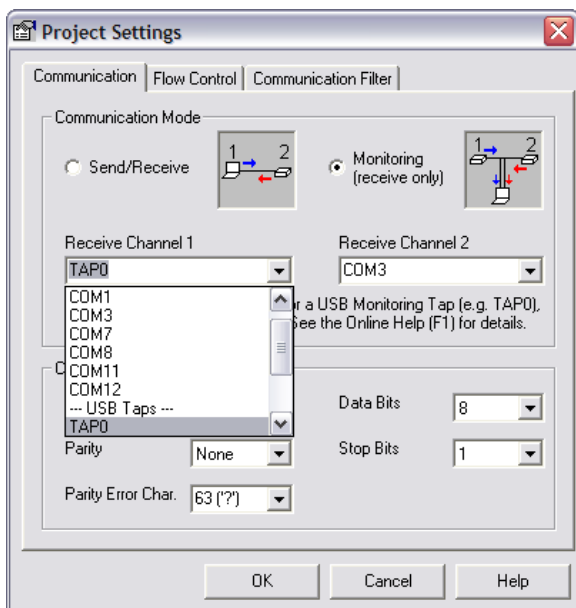 Project Settings
Communication Flow Control Communication Filter
Communication Mode
Send/Receive
1 2
Monitoring
(receive only)
1 2
Receive Channel 1
Receive Channel 2
TAP0
COM3
COM1
COM3
COM7
COM8
COM11
COM12
--- USB Taps ---
TAP0
a USB Monitoring Tap (e.g. TAP0),
See the Online Help (F1) for details.
C
Data Bits 8
Parity None
Stop Bits 1
Parity Error Char. 63 ('?')
OK Cancel Help